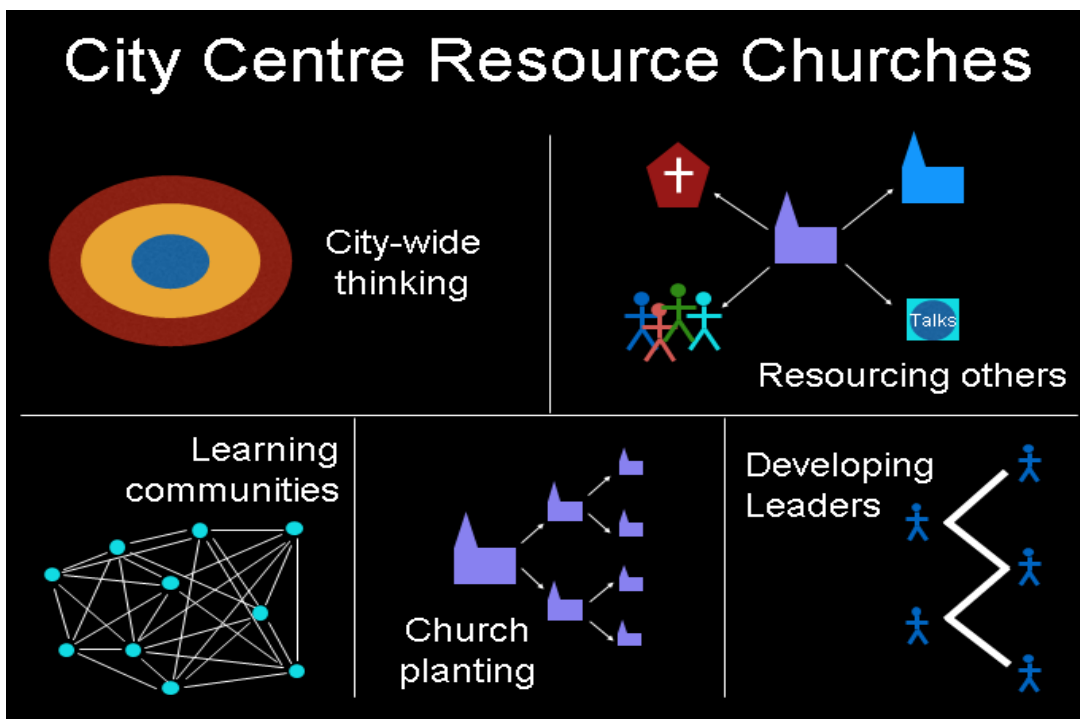 City Centre Resource Churches
City-wide
thinking
Talks
Resourcing others
Learning
communities
Church
planting
Developing
Leaders